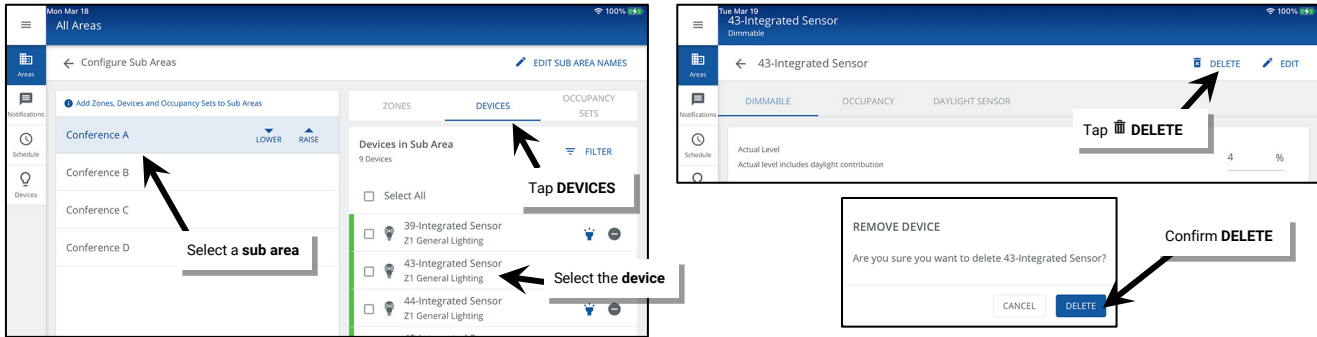 Mon Mar 18
100%
All Areas
Configure Sub Areas
EDIT SUB AREA NAMES
Areas
Notifications
Schedule
Devices
Add Zones, Devices and Occupancy Sets to Sub Areas
Conference A
LOWER
RAISE
Conference B
Conference C
Conference D
Select a sub area
ZONES
DEVICES
OCCUPANCY
SETS
Devices in Sub Area
9 Devices
FILTER
Tap DEVICES
Select All
39-Integrated Sensor
Z1 General Lighting
43-Integrated Sensor
Z1 General Lighting
Select the device
44-Integrated Sensor
Z1 General Lighting
Tue Mar 19
100%
43-Integrated Sensor
Dimmable
43-Integrated Sensor
DELETE
EDIT
Areas
Notifications
Schedule
DIMMABLE
OCCUPANCY
DAYLIGHT SENSOR
Tap DELETE
Actual Level
Actual level includes daylight contribution
4 %
REMOVE DEVICE
Are you sure you want to delete 43-Integrated Sensor?
CANCEL
DELETE
Confirm DELETE